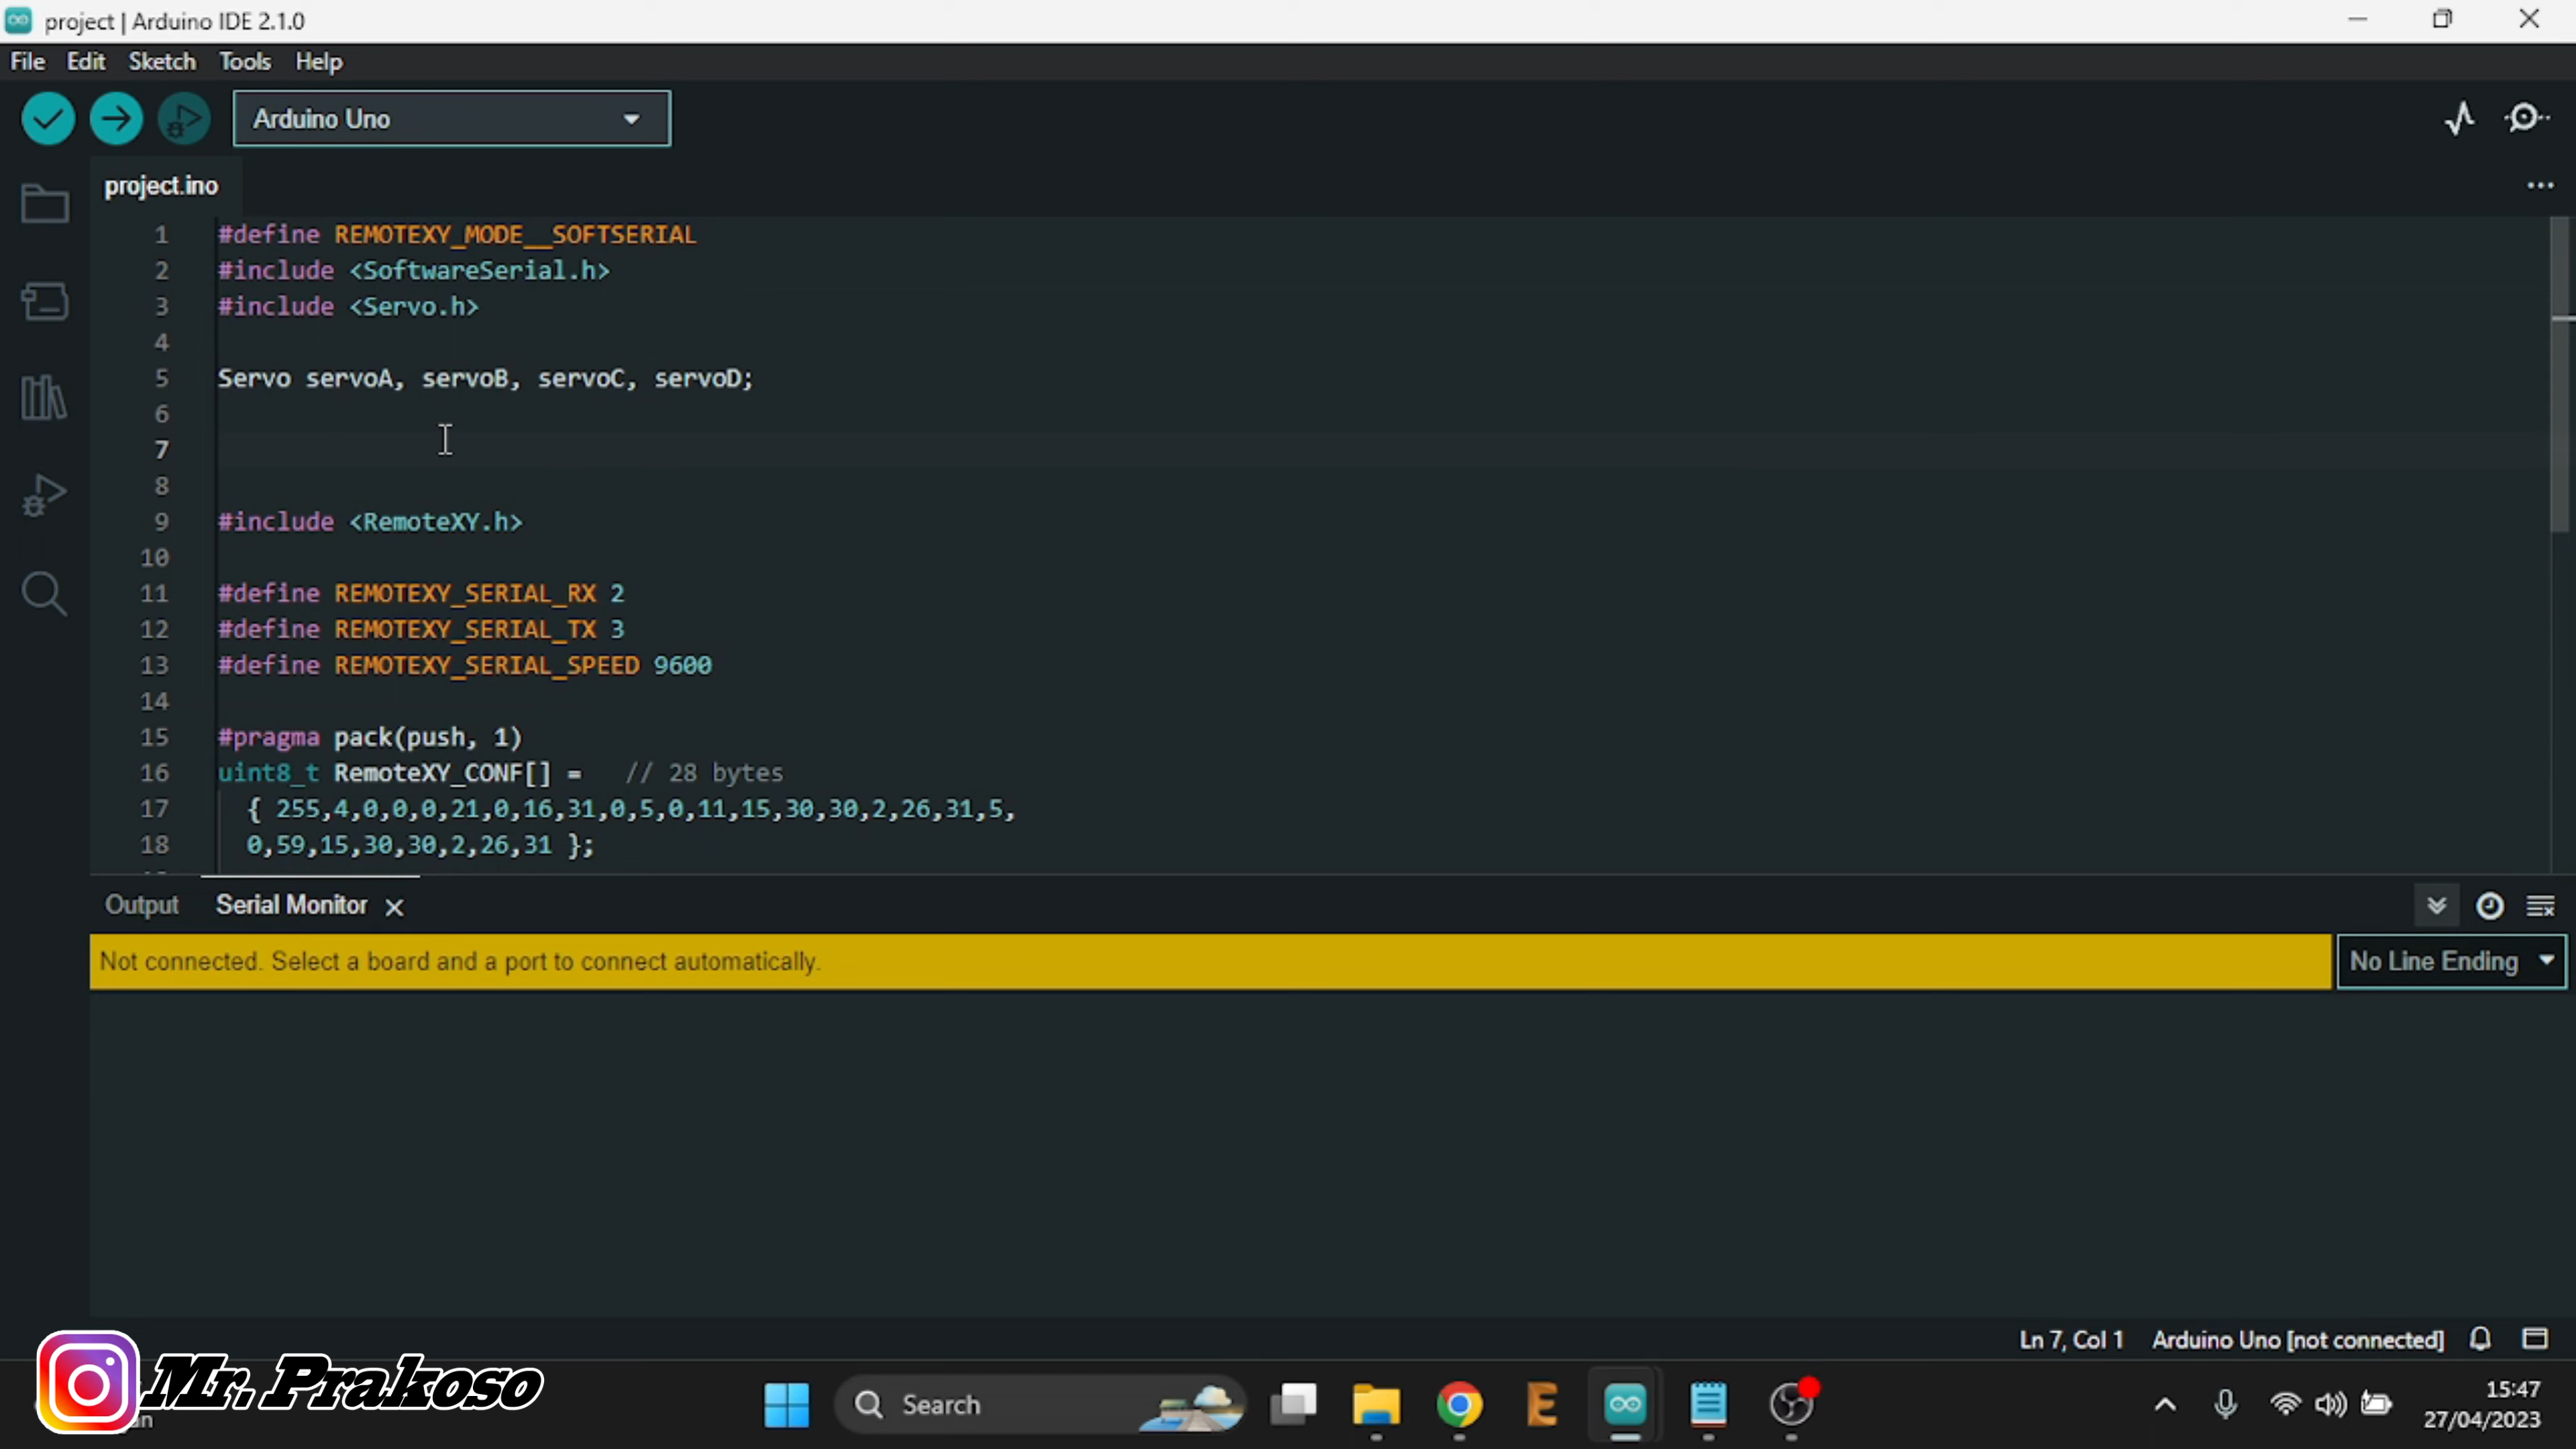 project | Arduino IDE 2.1.0
File Edit Sketch Tools Help
Arduino Uno
project.ino
1 #define REMOTEXY_MODE__SOFTSERIAL
2 #include <SoftwareSerial.h>
3 #include <Servo.h>
4
5 Servo servoA, servoB, servoC, servoD;
6
7
8
9 #include <RemoteXY.h>
10
11 #define REMOTEXY_SERIAL_RX 2
12 #define REMOTEXY_SERIAL_TX 3
13 #define REMOTEXY_SERIAL_SPEED 9600
14
15 #pragma pack(push, 1)
16 uint8_t RemoteXY_CONF[] =   // 28 bytes
17 { 255,4,0,0,0,21,0,16,31,0,5,0,11,15,30,30,2,26,31,5,
18 0,59,15,30,30,2,26,31 };
Output Serial Monitor
Not connected. Select a board and a port to connect automatically.
No Line Ending
Ln 7, Col 1 Arduino Uno [not connected]
Mr. Prakoso
Search
15:47
27/04/2023